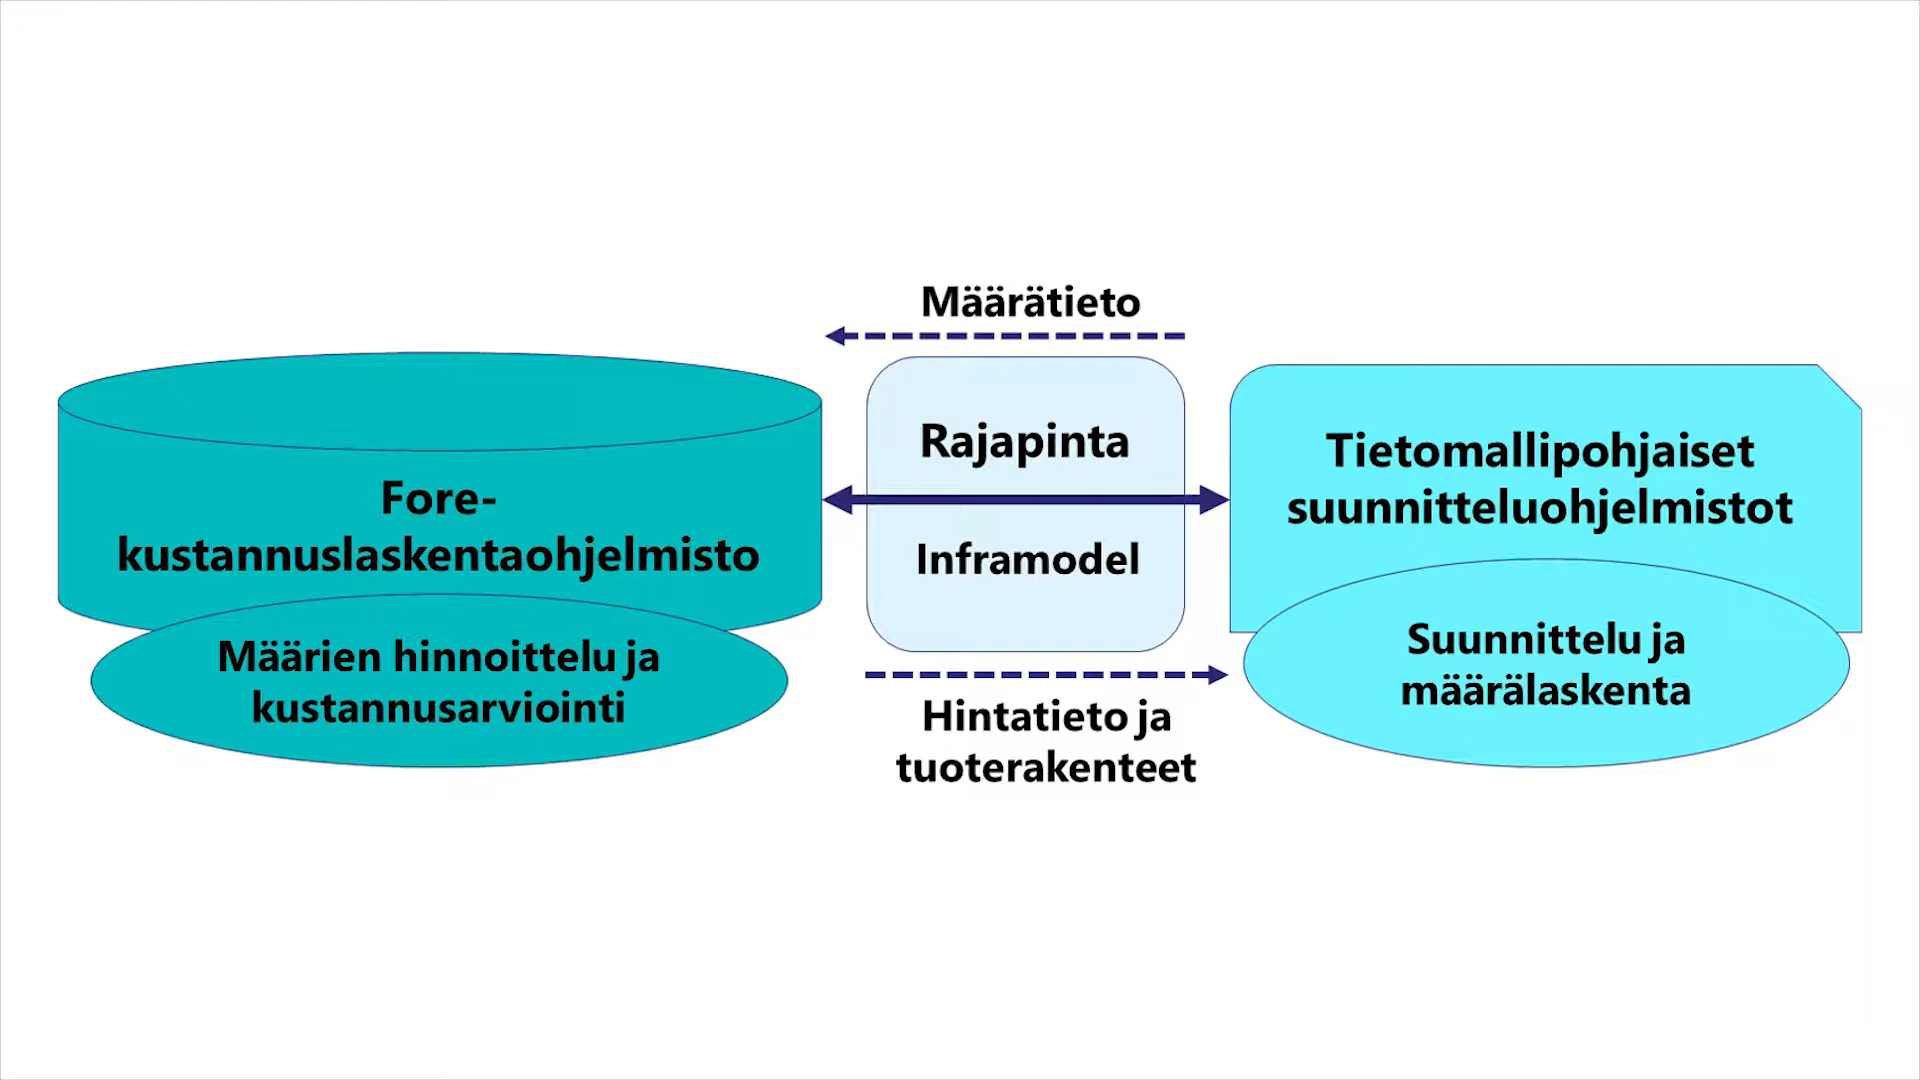 Fore-
kustannuslaskentaohjelmisto
Määrien hinnoittelu ja
kustannusarviointi
Määrätieto
Rajapinta
Inframodel
Hintatieto ja
tuoterakenteet
Tietomallipohjaiset
suunnitteluohjelmistot
Suunnittelu ja
määrälaskenta